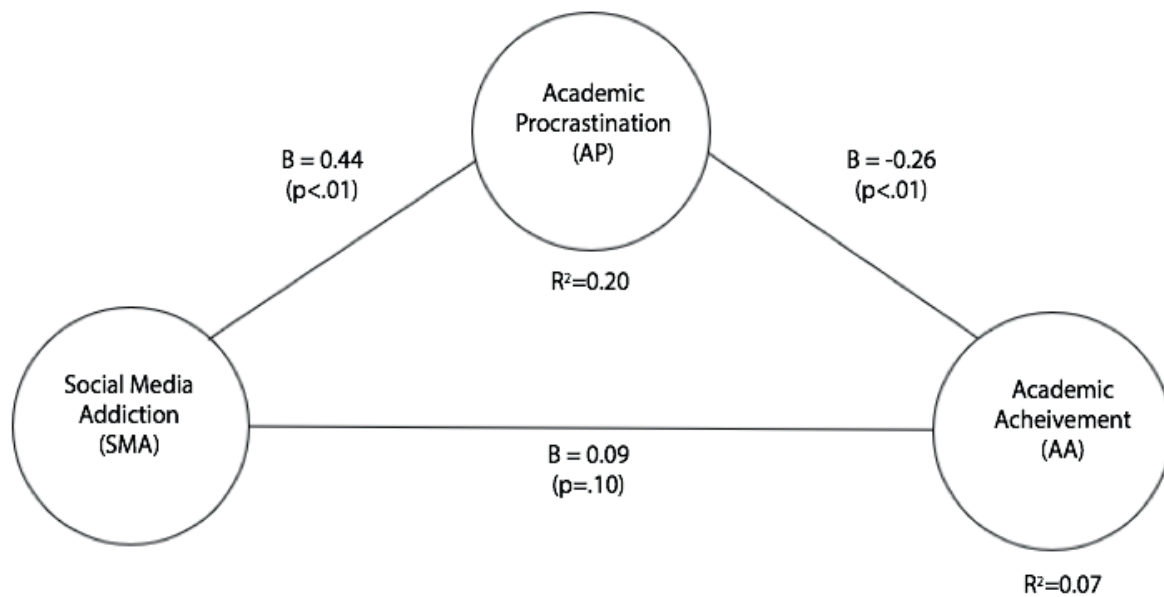 Academic
Procrastination
(AP)
B = 0.44
(p<.01)
B = -0.26
(p<.01)
R²=0.20
Social Media
Addiction
(SMA)
Academic
Acheivement
(AA)
B = 0.09
(p=.10)
R²=0.07